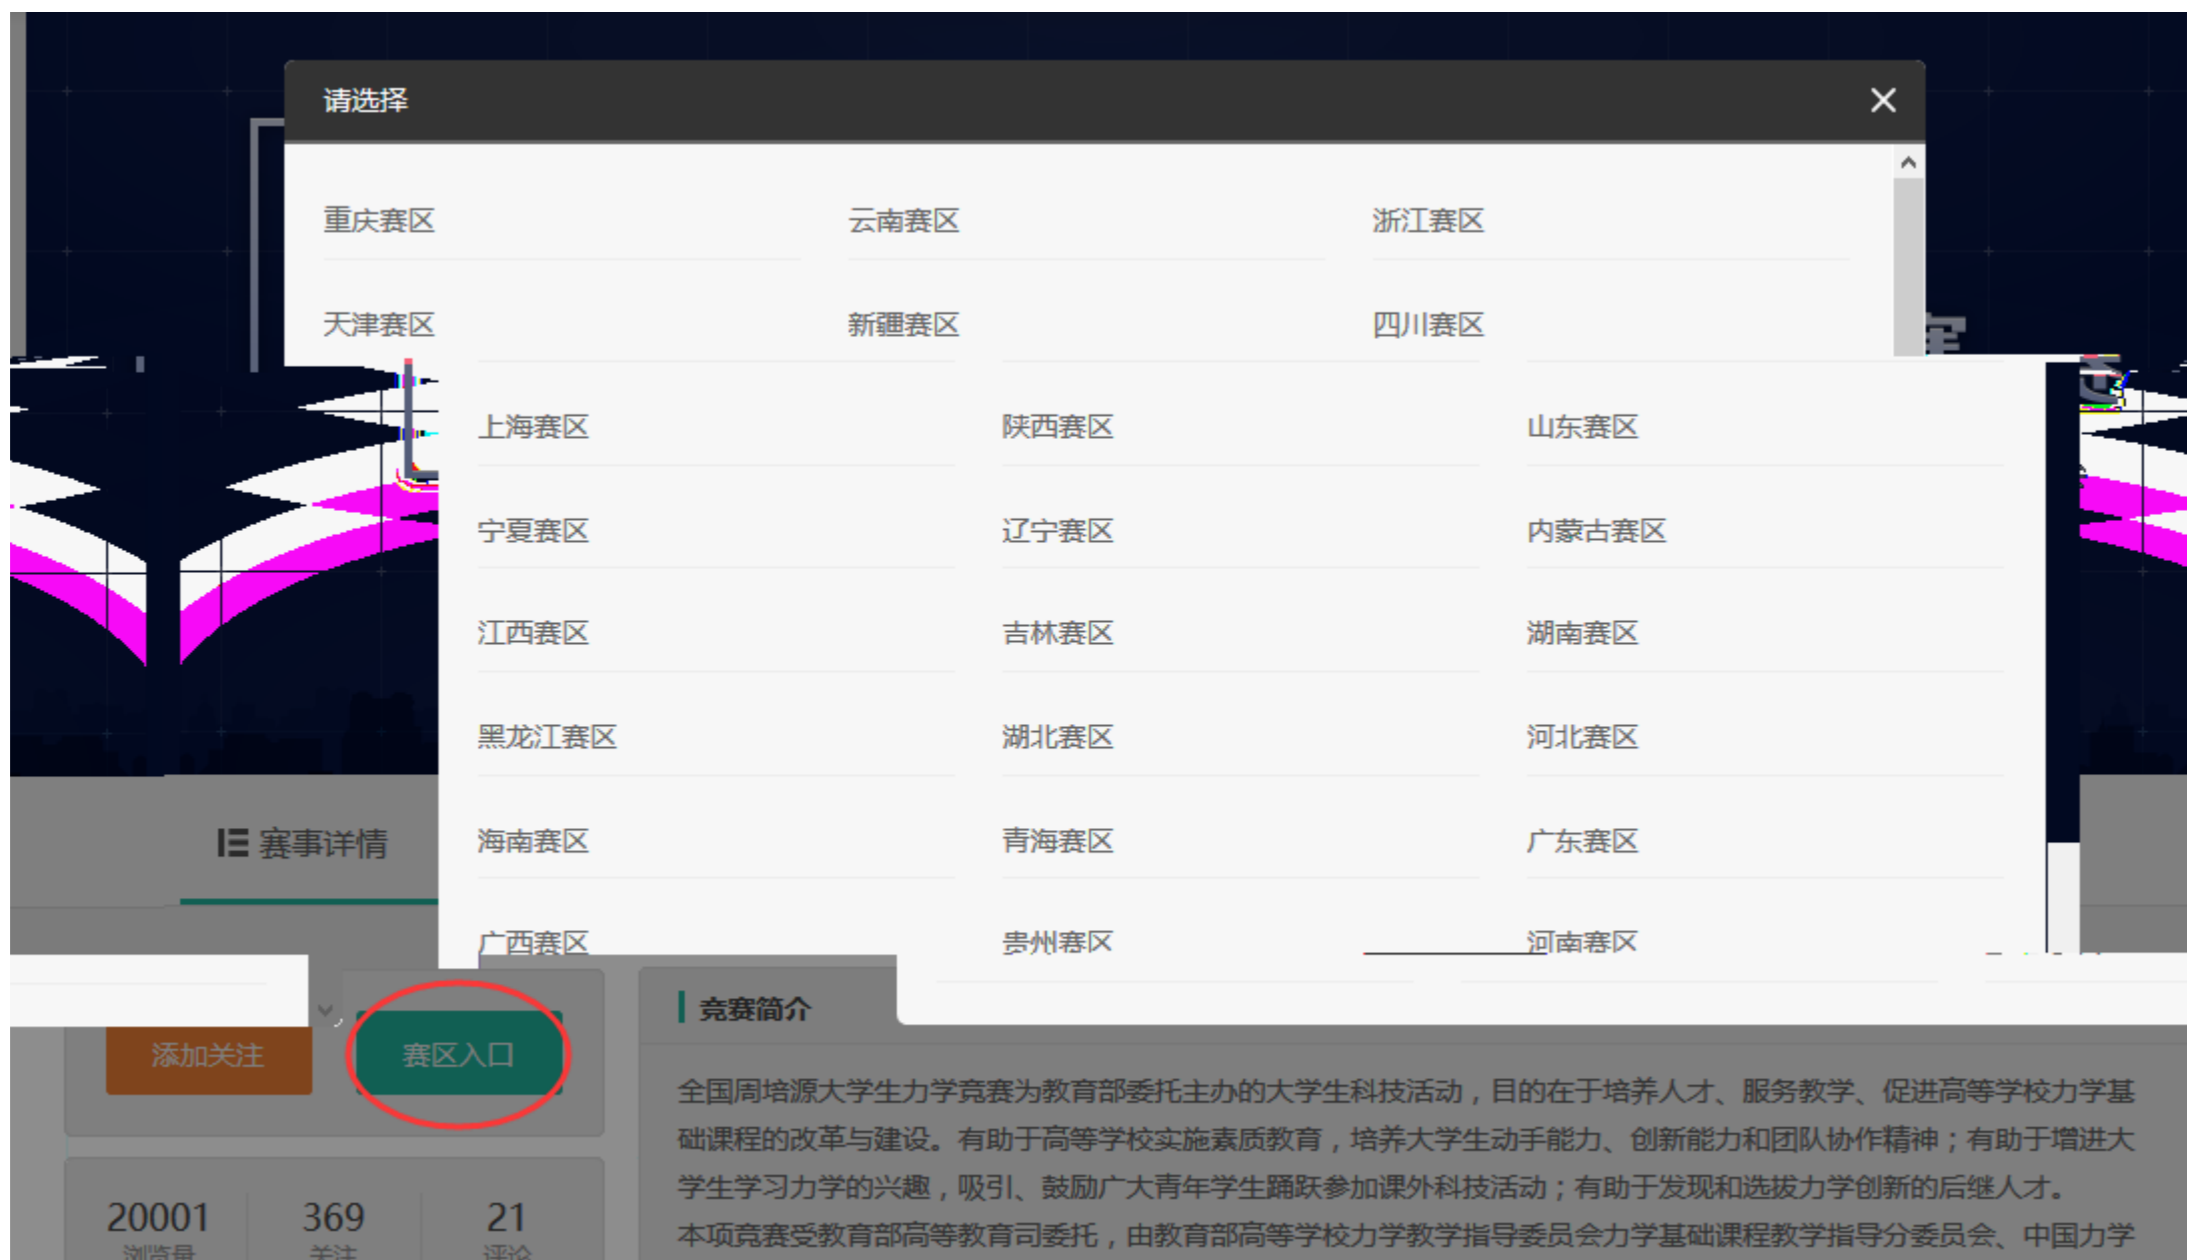 请选择
重庆赛区 云南赛区 浙江赛区
天津赛区 新疆赛区 四川赛区
上海赛区 陕西赛区 山东赛区
宁夏赛区 辽宁赛区 内蒙古赛区
江西赛区 吉林赛区 湖南赛区
黑龙江赛区 湖北赛区 河北赛区
赛事详情
海南赛区 青海赛区 广东赛区
广西赛区 贵州赛区 河南赛区
添加关注 赛区入口
20001 369 21
浏览量 关注 评论
竞赛简介
全国周培源大学生力学竞赛为教育部委托主办的大学生科技活动，目的在于培养人才、服务教学、促进高等学校力学基
础课程的改革与建设。有助于高等学校实施素质教育，培养大学生动手能力、创新能力和团队协作精神；有助于增进大
学生学习力学的兴趣，吸引、鼓励广大青年学生踊跃参加课外科技活动；有助于发现和选拔力学创新的后继人才。
本项竞赛受教育部高等教育司委托，由教育部高等学校力学教学指导委员会力学基础课程教学指导分委员会、中国力学